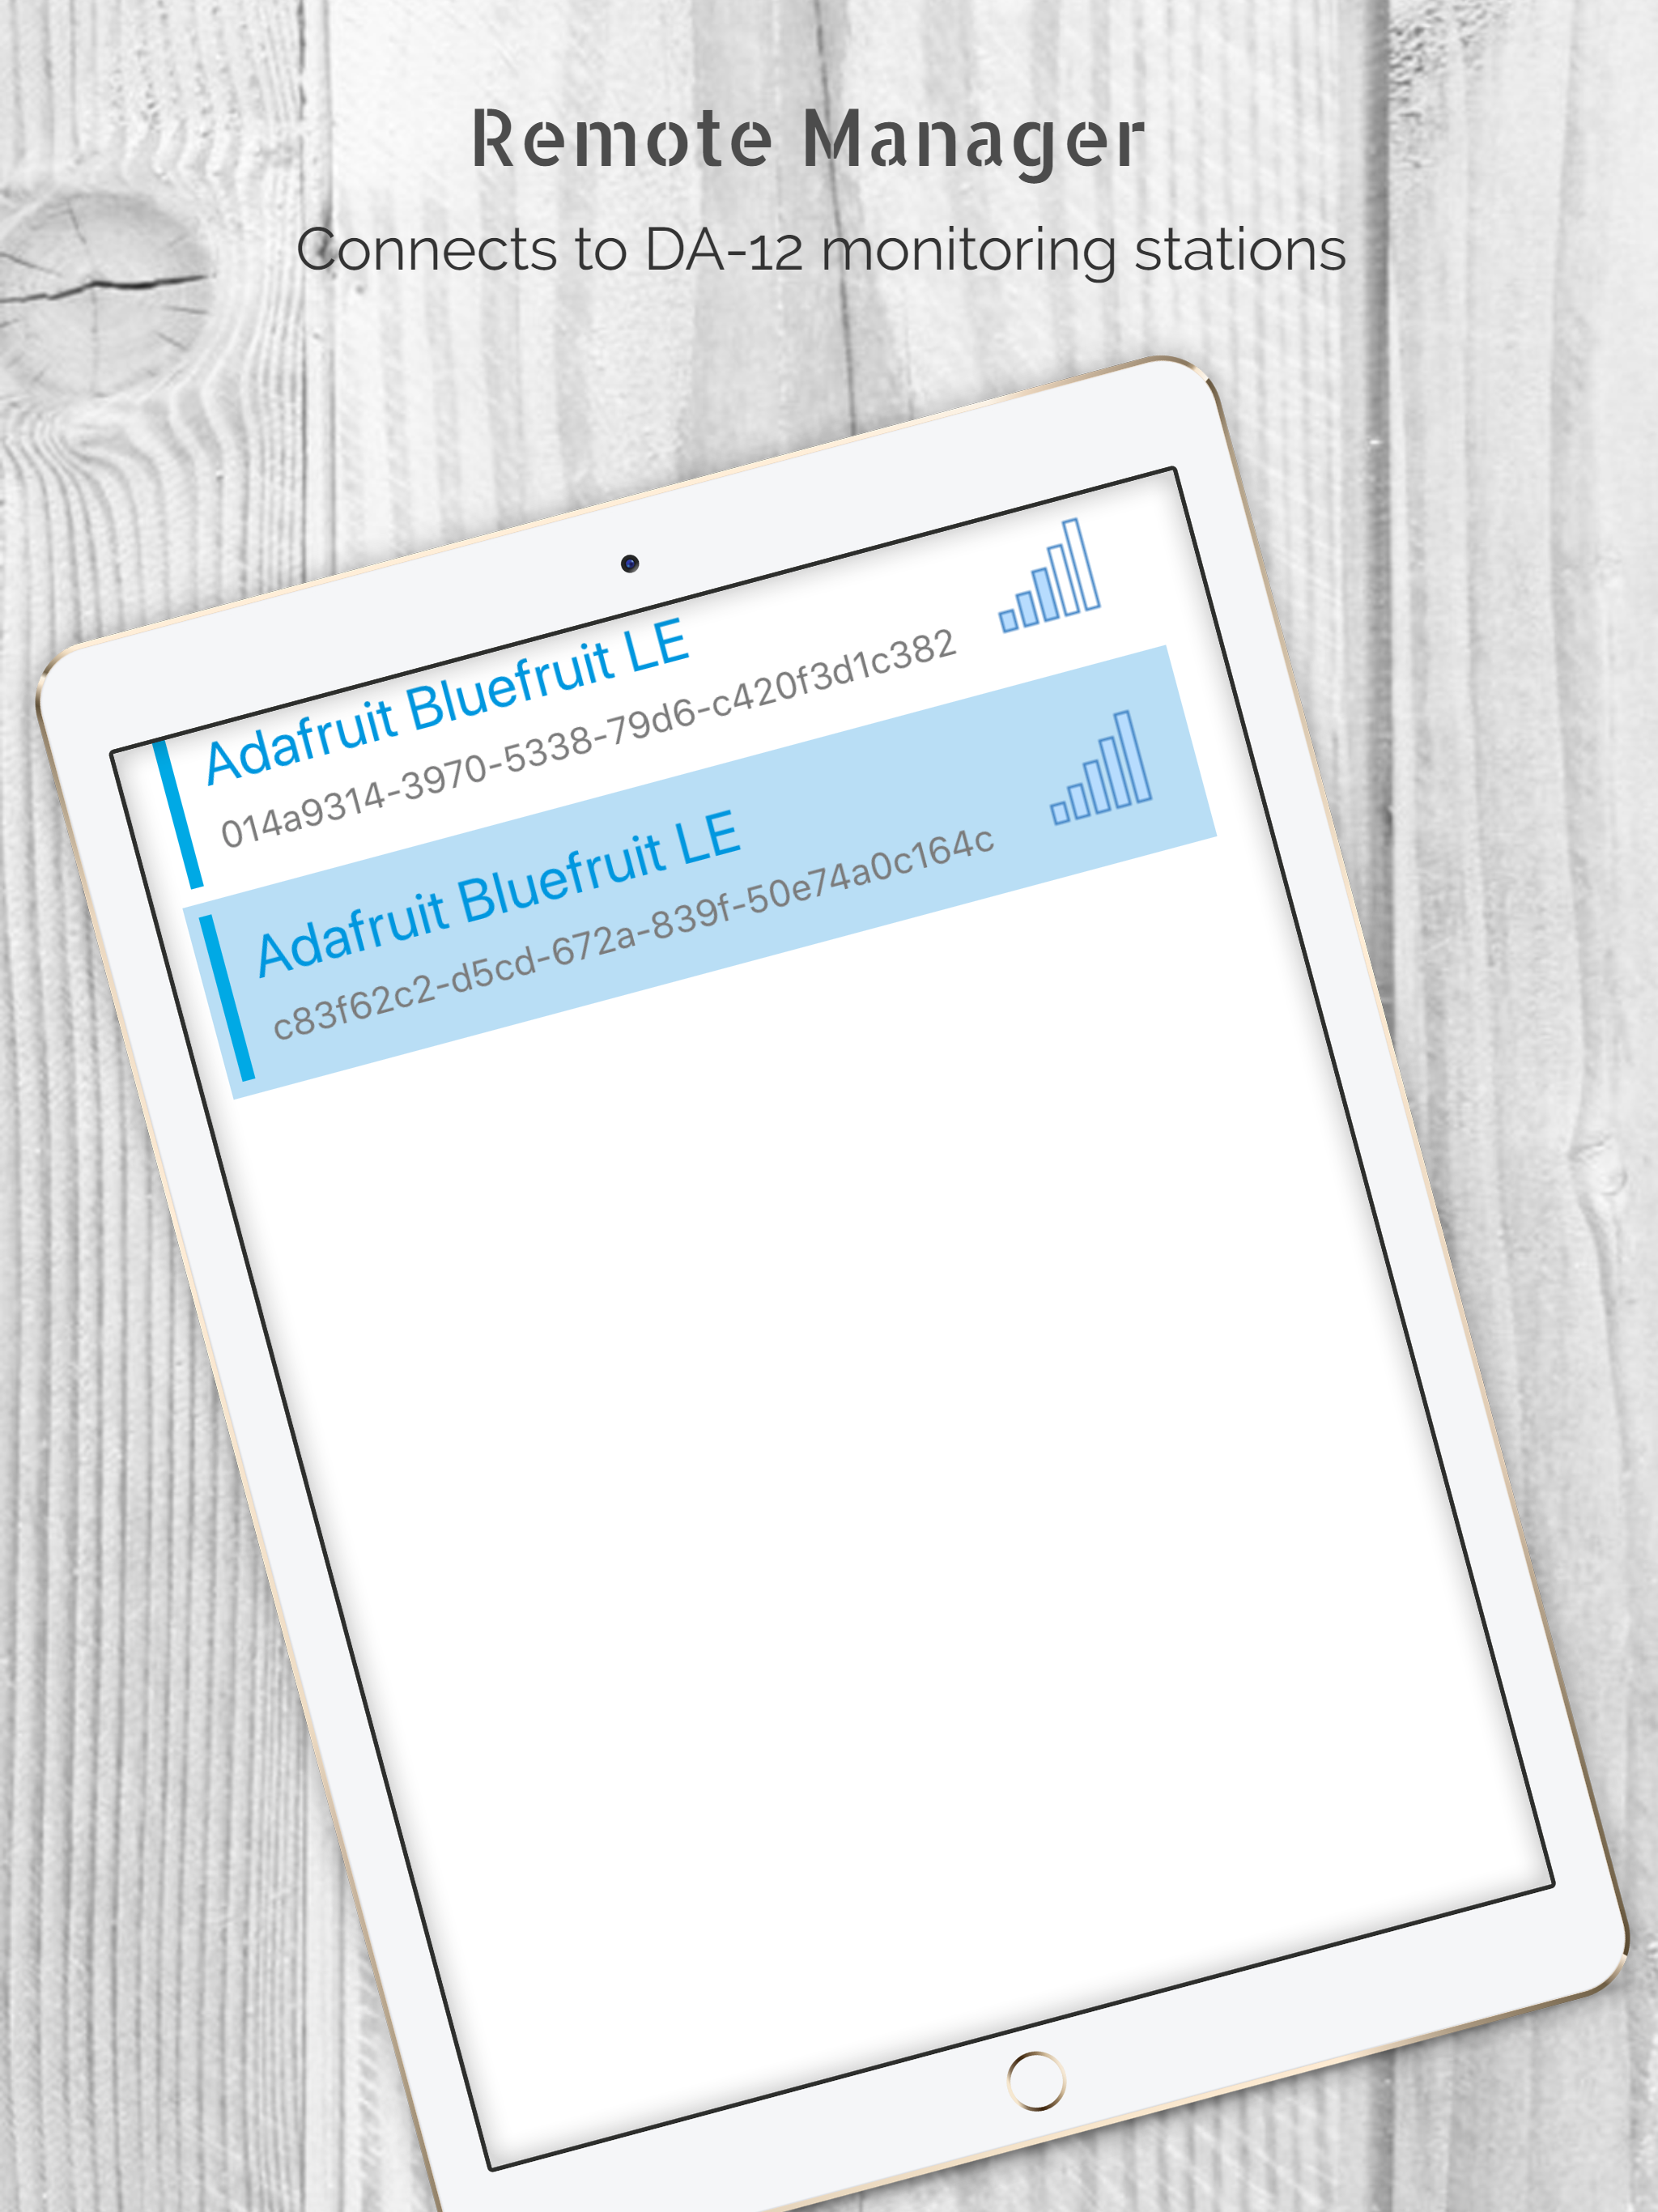 Remote Manager
Connects to DA-12 monitoring stations
Adafruit Bluefruit LE
014a9314-3970-5338-79d6-c420f3d1c382
Adafruit Bluefruit LE
c83f62c2-d5cd-672a-839f-50e74a0c164c